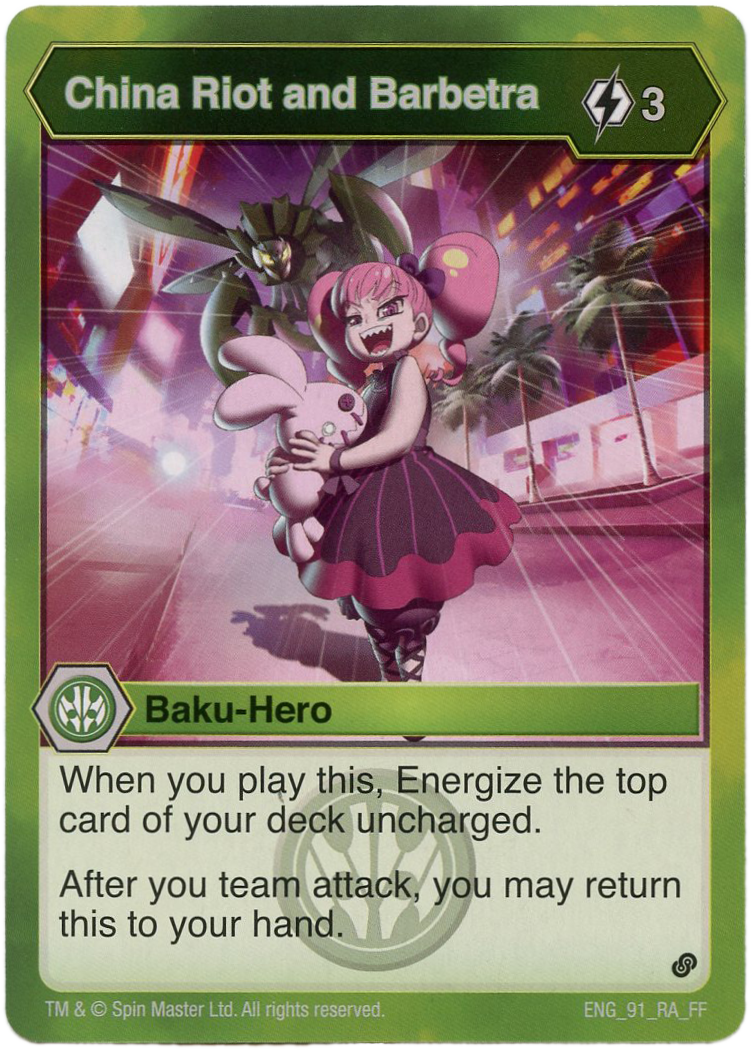 China Riot and Barbetra
3
Baku-Hero
When you play this, Energize the top
card of your deck uncharged.
After you team attack, you may return
this to your hand.
TM & © Spin Master Ltd. All rights reserved.
ENG_91_RA_FF